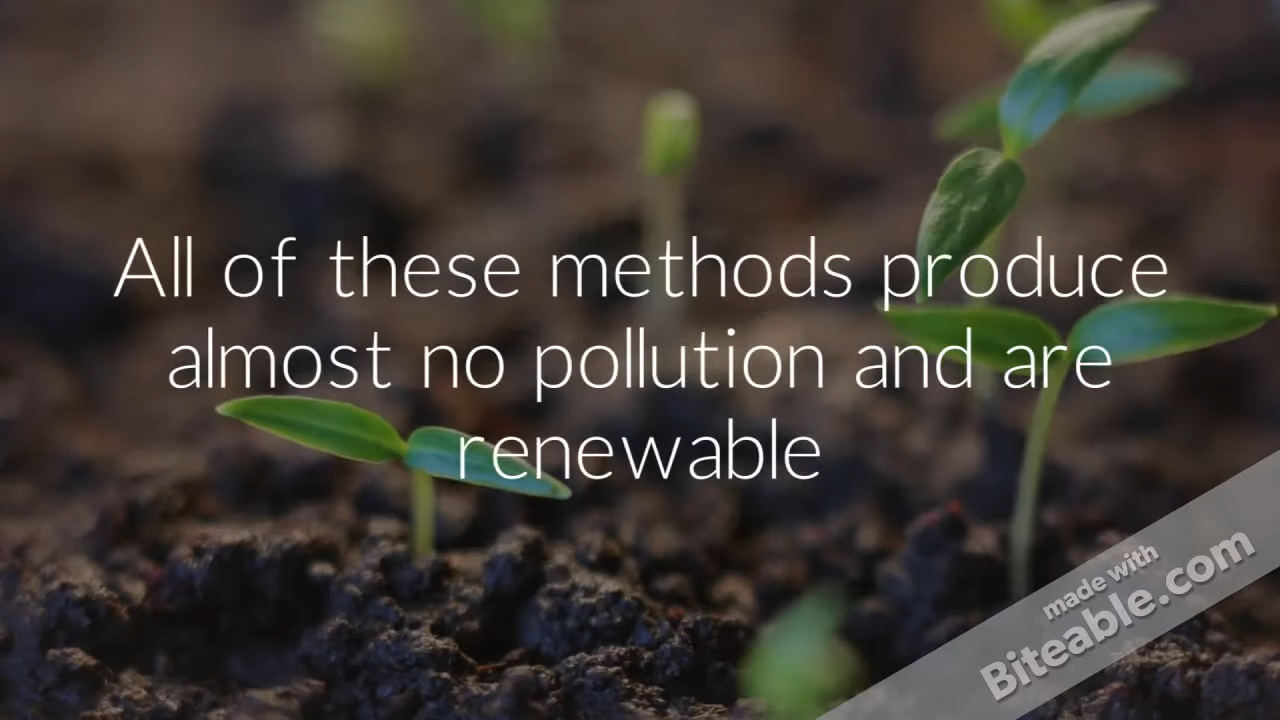 All of these methods produce
almost no pollution and are
renewable
made with
Biteable.com